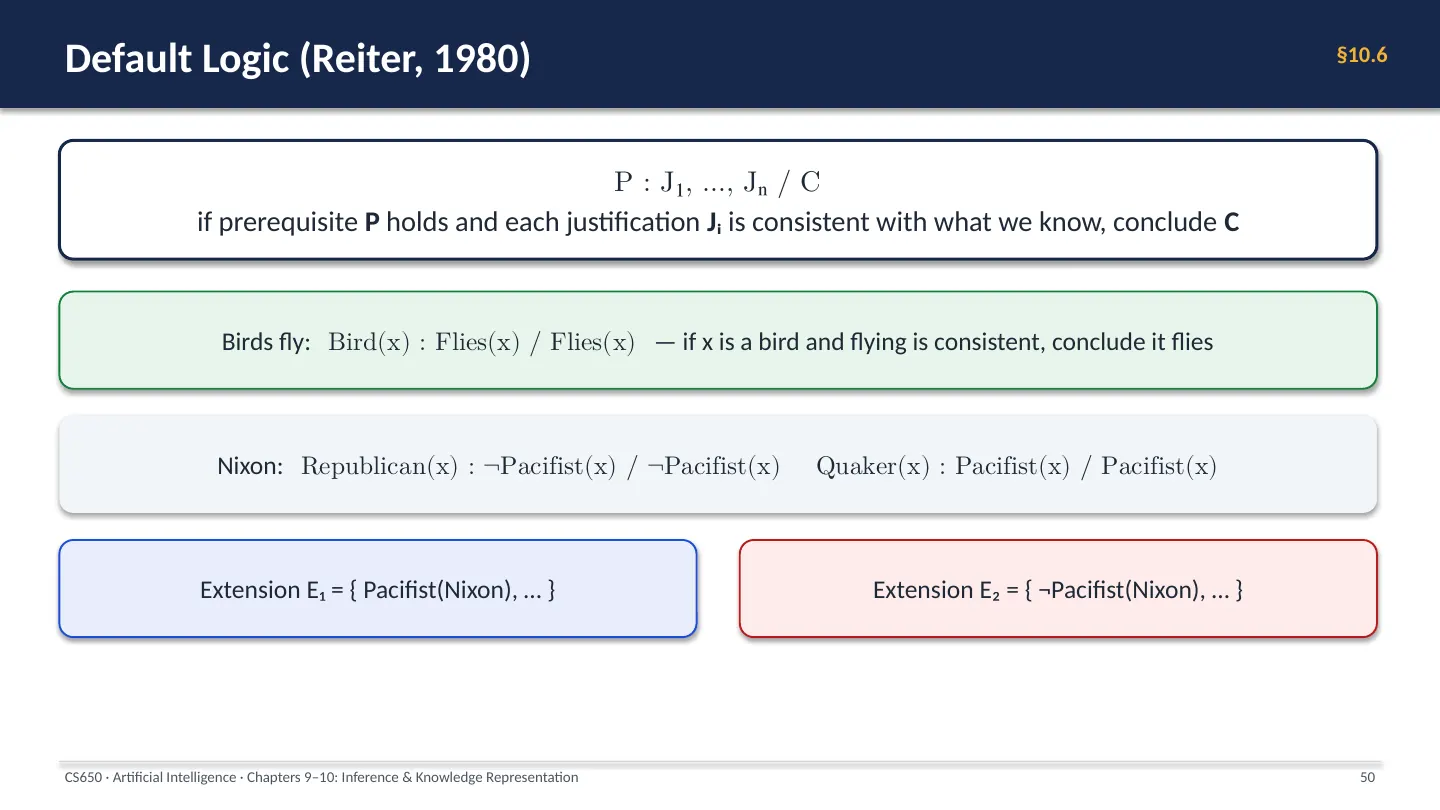 Default Logic (Reiter, 1980)
§10.6
P : J₁, ..., Jₙ / C
if prerequisite P holds and each justification Jᵢ is consistent with what we know, conclude C
Birds fly: Bird(x) : Flies(x) / Flies(x) — if x is a bird and flying is consistent, conclude it flies
Nixon: Republican(x) : ¬Pacifist(x) / ¬Pacifist(x) Quaker(x) : Pacifist(x) / Pacifist(x)
Extension E₁ = { Pacifist(Nixon), ... }
Extension E₂ = { ¬Pacifist(Nixon), ... }
CS650 · Artificial Intelligence · Chapters 9–10: Inference & Knowledge Representation
50